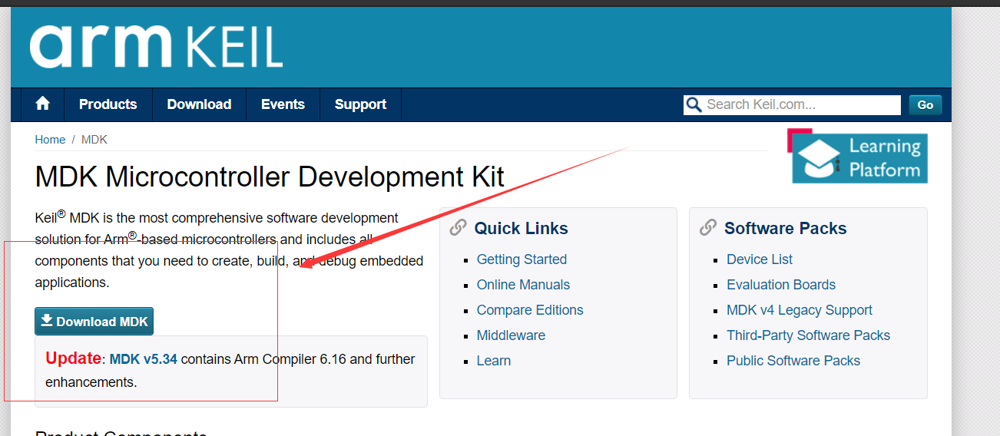 arm KEIL
Products Download Events Support Search Keil.com... Go
Home / MDK
Learning
Platform
MDK Microcontroller Development Kit
Keil® MDK is the most comprehensive software development
solution for Arm®-based microcontrollers and includes all
components that you need to create, build, and debug embedded
applications.
Download MDK
Update: MDK v5.34 contains Arm Compiler 6.16 and further
enhancements.
Quick Links
Getting Started
Online Manuals
Compare Editions
Middleware
Learn
Software Packs
Device List
Evaluation Boards
MDK v4 Legacy Support
Third-Party Software Packs
Public Software Packs
Product Components